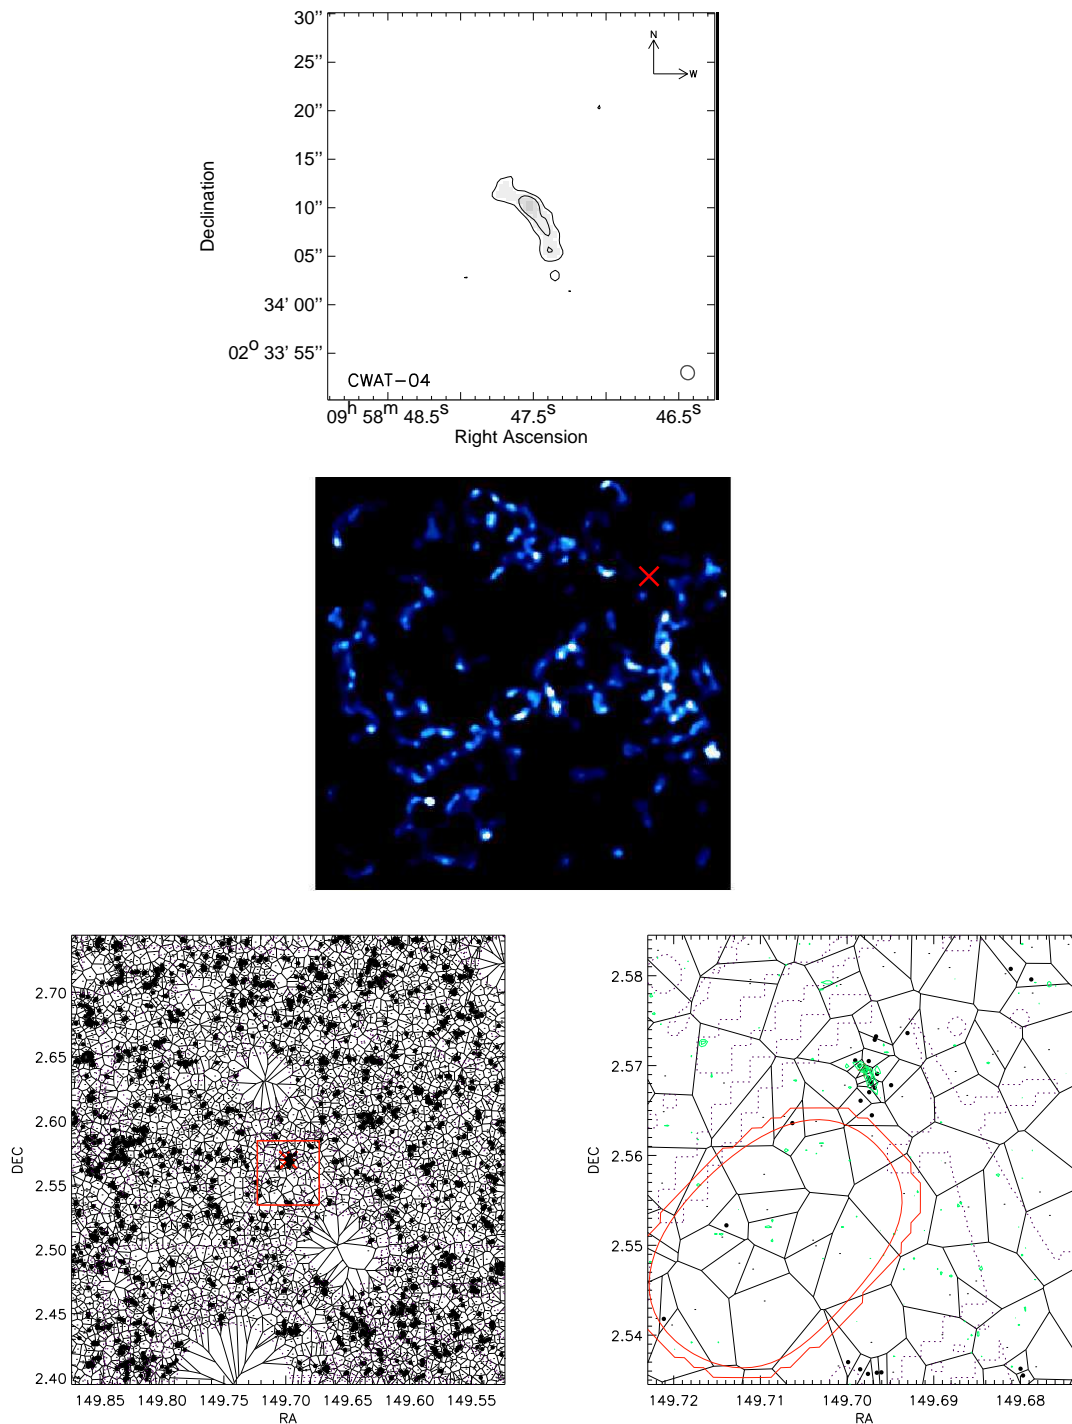 30''
N
25''
W
20''
15''
Declination
10''
05''
34' 00''
02° 33' 55''
CWAT-04
09h 58m 48.5s 47.5s 46.5s
Right Ascension
2.70
2.65
2.60
DEC
2.55
2.50
2.45
2.40
149.85 149.80 149.75 149.70 149.65 149.60 149.55
RA
2.58
2.57
2.56
DEC
2.55
2.54
149.72 149.71 149.70 149.69 149.68
RA